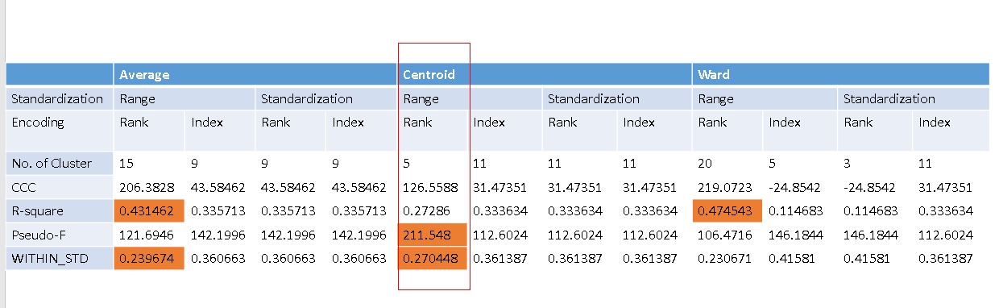 Average Centroid Ward
Standardization Range Standardization Range Standardization Range Standardization
Encoding Rank Index Rank Index Rank Index Rank Index Rank Index Rank Index
No. of Cluster 15 9 9 9 5 11 11 11 20 5 3 11
CCC 206.3828 43.58462 43.58462 43.58462 126.5588 31.47351 31.47351 31.47351 219.0723 -24.8542 -24.8542 31.47351
R-square 0.431462 0.335713 0.335713 0.335713 0.27286 0.333634 0.333634 0.333634 0.474543 0.114683 0.114683 0.333634
Pseudo-F 121.6946 142.1996 142.1996 142.1996 211.548 112.6024 112.6024 112.6024 106.4716 146.1844 146.1844 112.6024
WITHIN_STD 0.239674 0.360663 0.360663 0.360663 0.270448 0.361387 0.361387 0.361387 0.230671 0.41581 0.41581 0.361387